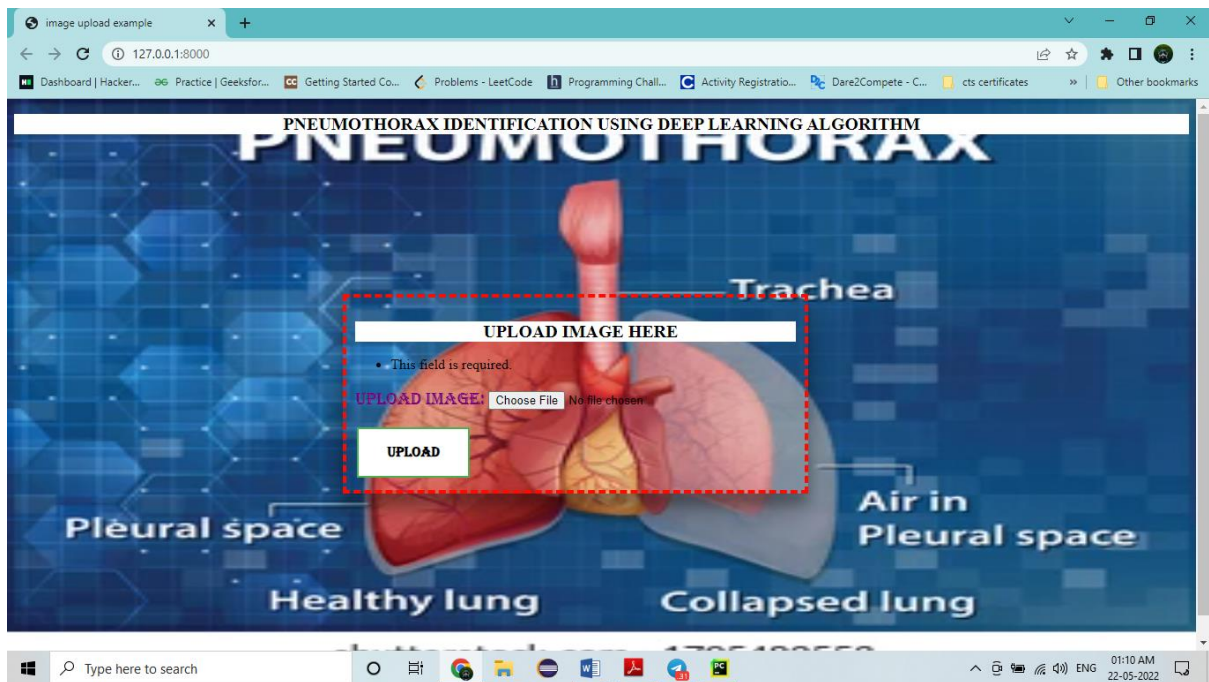 image upload example
127.0.0.1:8000
Dashboard | Hacker... Practice | Geeksfor... Getting Started Co... Problems - LeetCode Programming Chall... Activity Registratio... Dare2Compete - C... cts certificates » Other bookmarks
PNEUMOTHORAX IDENTIFICATION USING DEEP LEARNING ALGORITHM
PNEUMOTHORAX
Trachea
UPLOAD IMAGE HERE
• This field is required.
UPLOAD IMAGE: Choose File No file chosen
UPLOAD
Air in
Pleural space
Pleural space
Healthy lung
Collapsed lung
Type here to search
ENG
01:10 AM
22-05-2022